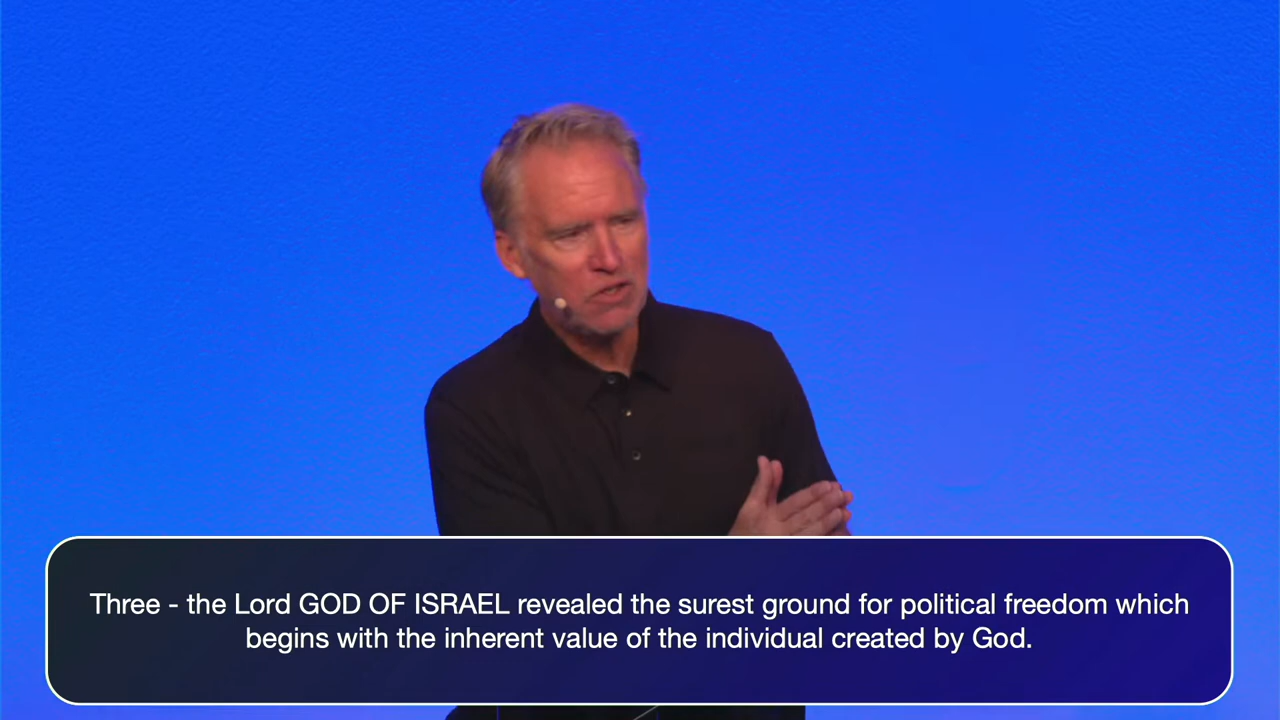 Three - the Lord GOD OF ISRAEL revealed the surest ground for political freedom which
begins with the inherent value of the individual created by God.